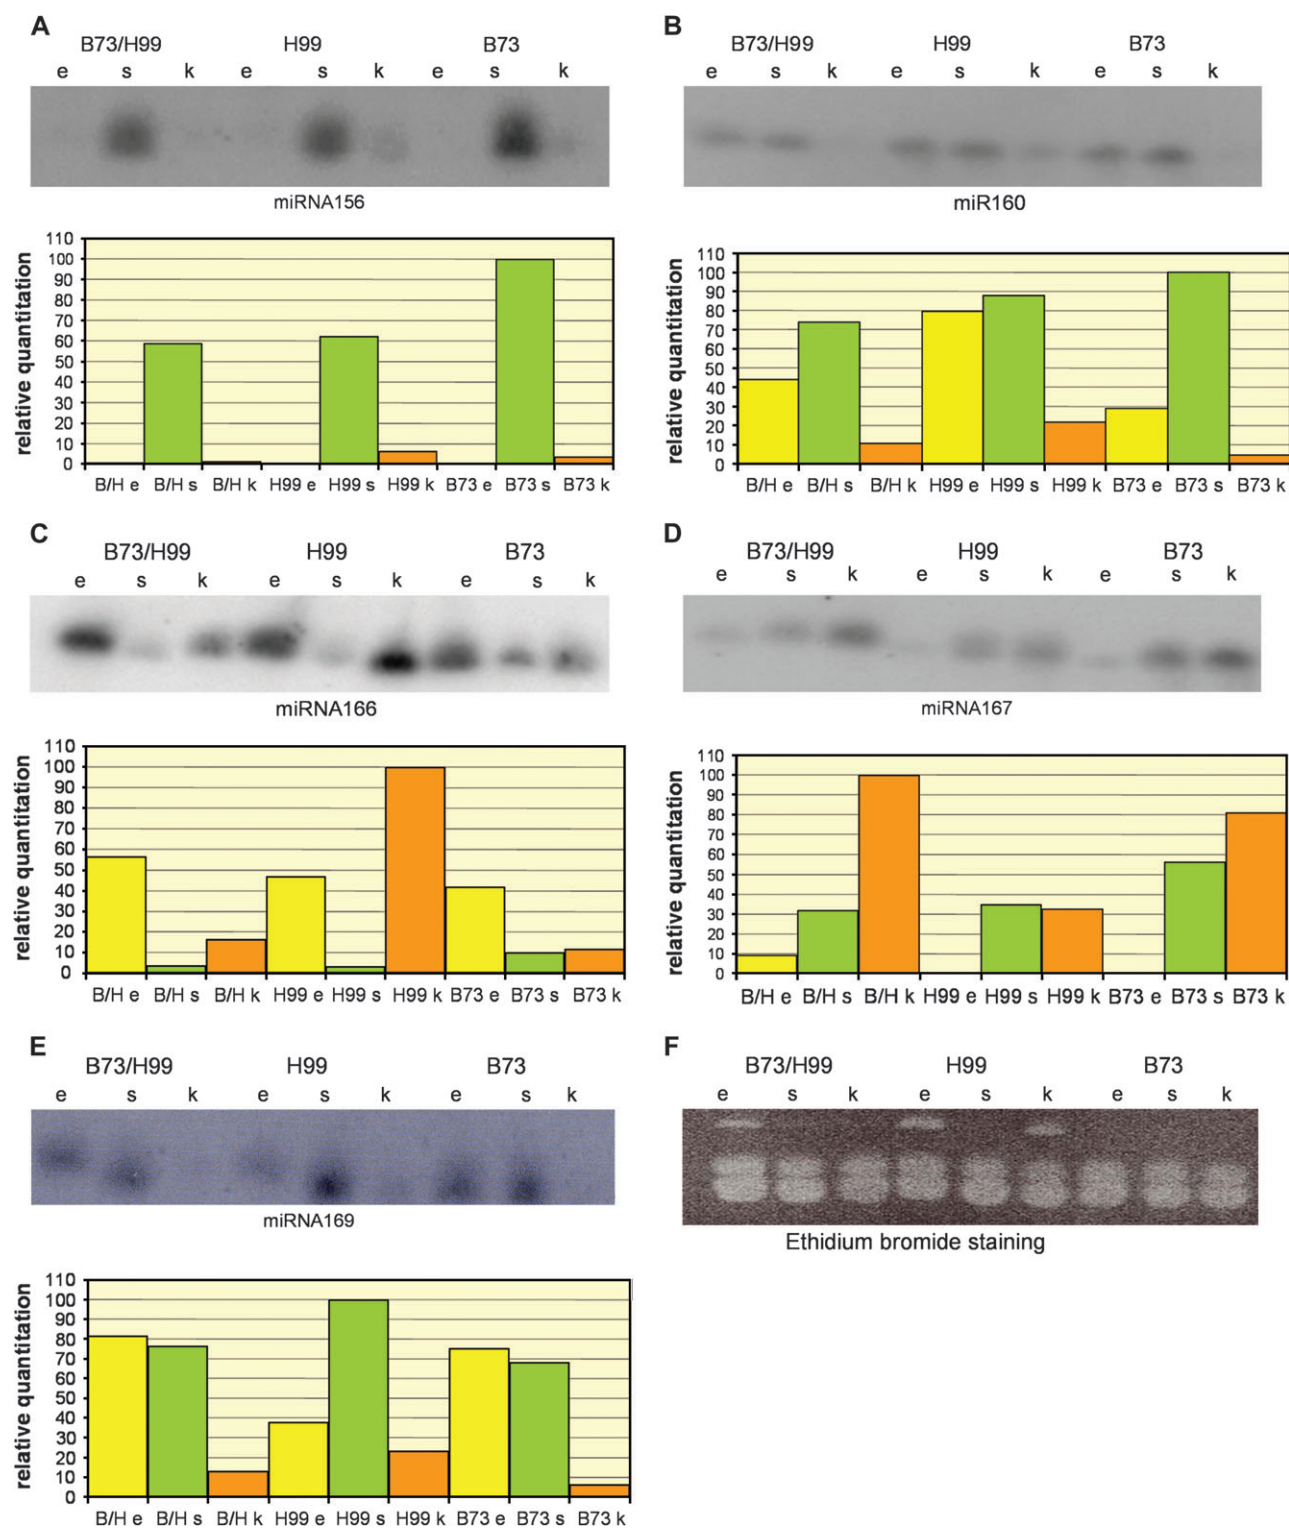 A
B73/H99 H99 B73
e s k e s k e s k
miRNA156
relative quantitation
110
100
90
80
70
60
50
40
30
20
10
0
B/H e B/H s B/H k H99 e H99 s H99 k B73 e B73 s B73 k
B
B73/H99 H99 B73
e s k e s k e s k
miR160
relative quantitation
110
100
90
80
70
60
50
40
30
20
10
0
B/H e B/H s B/H k H99 e H99 s H99 k B73 e B73 s B73 k
C
B73/H99 H99 B73
e s k e s k e s k
miRNA166
relative quantitation
110
100
90
80
70
60
50
40
30
20
10
0
B/H e B/H s B/H k H99 e H99 s H99 k B73 e B73 s B73 k
D
B73/H99 H99 B73
e s k e s k e s k
miRNA167
relative quantitation
110
100
90
80
70
60
50
40
30
20
10
0
B/H e B/H s B/H k H99 e H99 s H99 k B73 e B73 s B73 k
E
B73/H99 H99 B73
e s k e s k e s k
miRNA169
relative quantitation
110
100
90
80
70
60
50
40
30
20
10
0
B/H e B/H s B/H k H99 e H99 s H99 k B73 e B73 s B73 k
F
B73/H99 H99 B73
e s k e s k e s k
Ethidium bromide staining